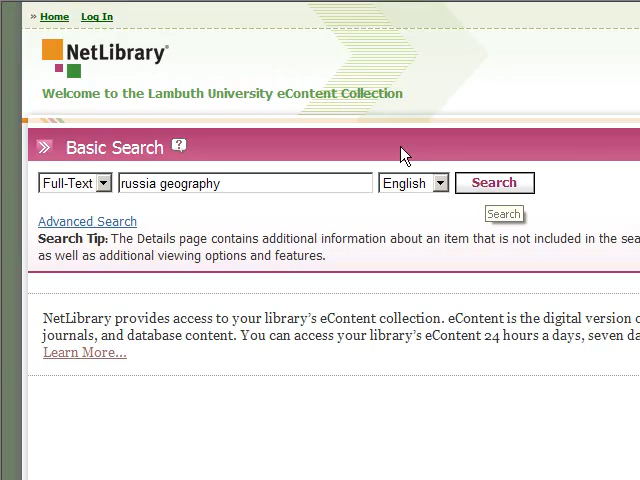 » Home Log In
NetLibrary®
Welcome to the Lambuth University eContent Collection
Basic Search ?
Full-Text russia geography English Search
Search
Advanced Search
Search Tip: The Details page contains additional information about an item that is not included in the sea
as well as additional viewing options and features.
NetLibrary provides access to your library's eContent collection. eContent is the digital version o
journals, and database content. You can access your library's eContent 24 hours a days, seven da
Learn More...